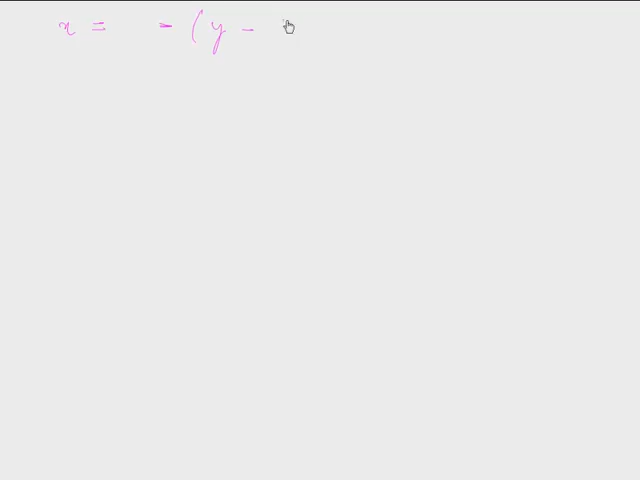 x = - (y -